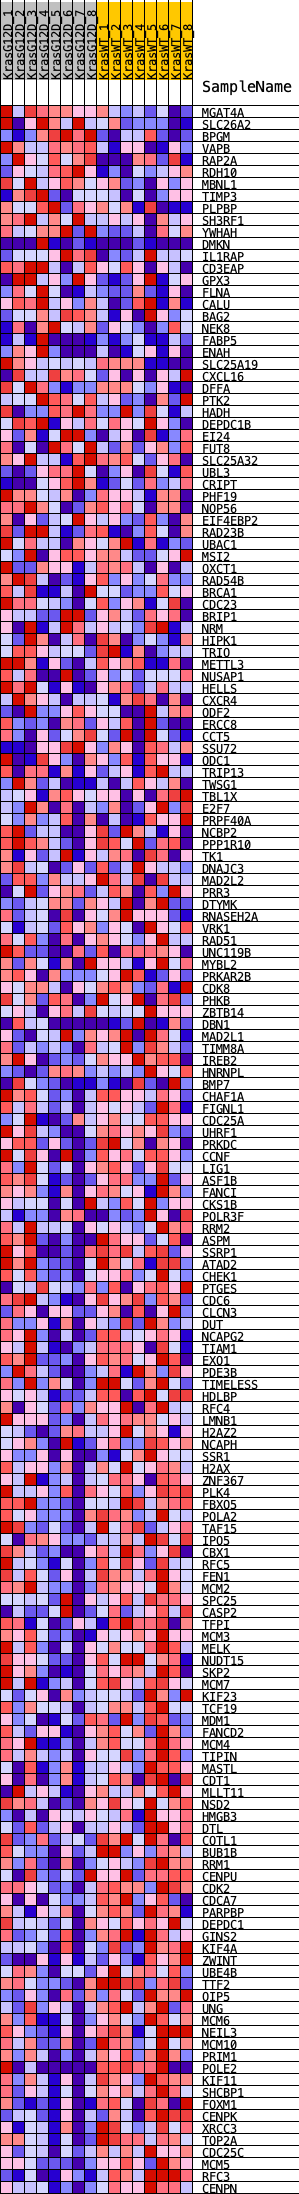 KrasG12D_1
KrasG12D_2
KrasG12D_3
KrasG12D_4
KrasG12D_5
KrasG12D_6
KrasG12D_7
KrasG12D_8
KrasWT_1
KrasWT_2
KrasWT_3
KrasWT_4
KrasWT_5
KrasWT_6
KrasWT_7
KrasWT_8
SampleName
MGAT4A
SLC26A2
BPGM
VAPB
RAP2A
RDH10
MBNL1
TIMP3
PLPBP
SH3RF1
YWHAH
DMKN
IL1RAP
CD3EAP
GPX3
FLNA
CALU
BAG2
NEK8
FABP5
ENAH
SLC25A19
CXCL16
DFFA
PTK2
HADH
DEPDC1B
EI24
FUT8
SLC25A32
UBL3
CRIPT
PHF19
NOP56
EIF4EBP2
RAD23B
UBAC1
MSI2
OXCT1
RAD54B
BRCA1
CDC23
BRIP1
NRM
HIPK1
TRIO
METTL3
NUSAP1
HELLS
CXCR4
ODF2
ERCC8
CCT5
SSU72
ODC1
TRIP13
TWSG1
TBL1X
E2F7
PRPF40A
NCBP2
PPP1R10
TK1
DNAJC3
MAD2L2
PRR3
DTYMK
RNASEH2A
VRK1
RAD51
UNC119B
MYBL2
PRKAR2B
CDK8
PHKB
ZBTB14
DBN1
MAD2L1
TIMM8A
IREB2
HNRNPL
BMP7
CHAF1A
FIGNL1
CDC25A
UHRF1
PRKDC
CCNF
LIG1
ASF1B
FANCI
CKS1B
POLR3F
RRM2
ASPM
SSRP1
ATAD2
CHEK1
PTGES
CDC6
CLCN3
DUT
NCAPG2
TIAM1
EXO1
PDE3B
TIMELESS
HDLBP
RFC4
LMNB1
H2AZ2
NCAPH
SSR1
H2AX
ZNF367
PLK4
FBXO5
POLA2
TAF15
IPO5
CBX1
RFC5
FEN1
MCM2
SPC25
CASP2
TFPI
MCM3
MELK
NUDT15
SKP2
MCM7
KIF23
TCF19
MDM1
FANCD2
MCM4
TIPIN
MASTL
CDT1
MLLT11
NSD2
HMGB3
DTL
COTL1
BUB1B
RRM1
CENPU
CDK2
CDCA7
PARPBP
DEPDC1
GINS2
KIF4A
ZWINT
UBE4B
TTF2
OIP5
UNG
MCM6
NEIL3
MCM10
PRIM1
POLE2
KIF11
SHCBP1
FOXM1
CENPK
XRCC3
TOP2A
CDC25C
MCM5
RFC3
CENPN